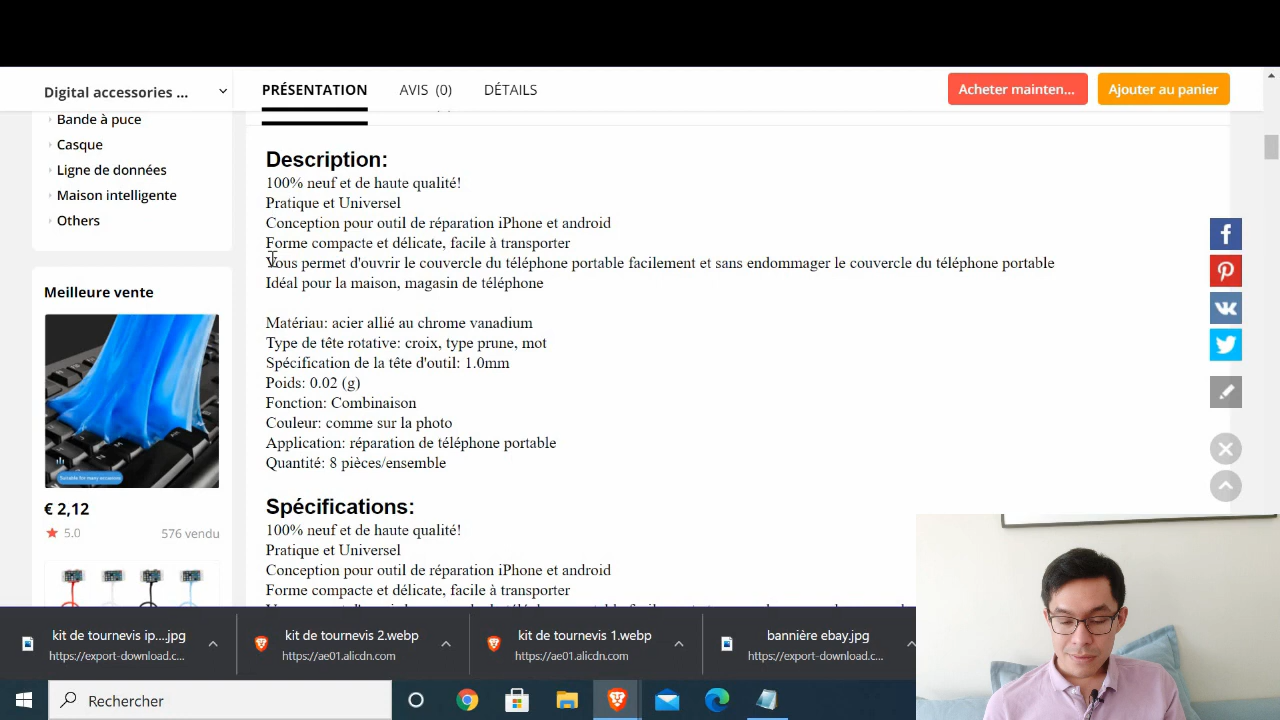 Digital accessories ...
PRÉSENTATION
AVIS (0)
DÉTAILS
Acheter mainten...
Ajouter au panier
Bande à puce
Casque
Ligne de données
Maison intelligente
Others
Meilleure vente
Suitable for many occasions
€ 2,12
5.0
576 vendu
Description:
100% neuf et de haute qualité!
Pratique et Universel
Conception pour outil de réparation iPhone et android
Forme compacte et délicate, facile à transporter
Vous permet d'ouvrir le couvercle du téléphone portable facilement et sans endommager le couvercle du téléphone portable
Idéal pour la maison, magasin de téléphone
Matériau: acier allié au chrome vanadium
Type de tête rotative: croix, type prune, mot
Spécification de la tête d'outil: 1.0mm
Poids: 0.02 (g)
Fonction: Combinaison
Couleur: comme sur la photo
Application: réparation de téléphone portable
Quantité: 8 pièces/ensemble
Spécifications:
100% neuf et de haute qualité!
Pratique et Universel
Conception pour outil de réparation iPhone et android
Forme compacte et délicate, facile à transporter
kit de tournevis ip....jpg
https://export-download.c...
kit de tournevis 2.webp
https://ae01.alicdn.com
kit de tournevis 1.webp
https://ae01.alicdn.com
bannière ebay.jpg
https://export-download.c...
Rechercher